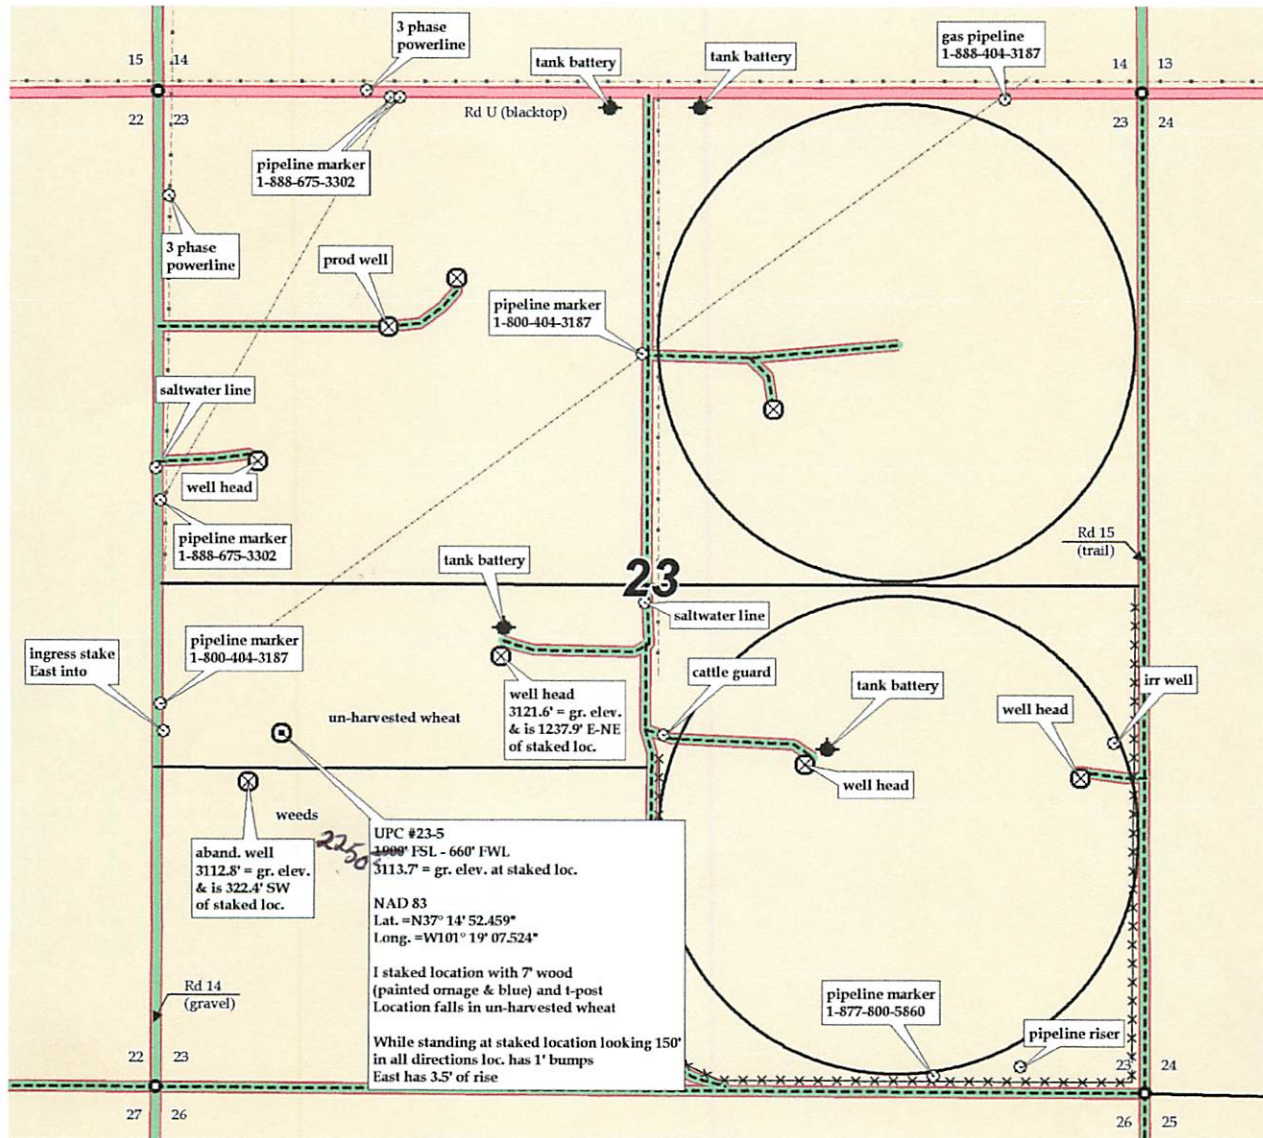 3 phase
powerline
gas pipeline
1-888-404-3187
tank battery
tank battery
15 14
14 13
Rd U (blacktop)
22 23
23 24
pipeline marker
1-888-675-3302
3 phase
powerline
prod well
pipeline marker
1-800-404-3187
saltwater line
well head
pipeline marker
1-888-675-3302
Rd 15
(trail)
tank battery
23
saltwater line
ingress stake
East into
pipeline marker
1-800-404-3187
un-harvested wheat
well head
3121.6' = gr. elev.
& is 1237.9' E-NE
of staked loc.
cattle guard
tank battery
well head
irr well
well head
weeds
aband. well
3112.8' = gr. elev.
& is 322.4' SW
of staked loc.
2250
UPC #23-5
1980' FSL - 660' FWL
3113.7' = gr. elev. at staked loc.
NAD 83
Lat. =N37° 14' 52.459"
Long. =W101° 19' 07.524"
I staked location with 7' wood
(painted ornage & blue) and t-post
Location falls in un-harvested wheat
While standing at staked location looking 150'
in all directions loc. has 1' bumps
East has 3.5' of rise
Rd 14
(gravel)
pipeline marker
1-877-800-5860
pipeline riser
22 23
23 24
27 26
26 25